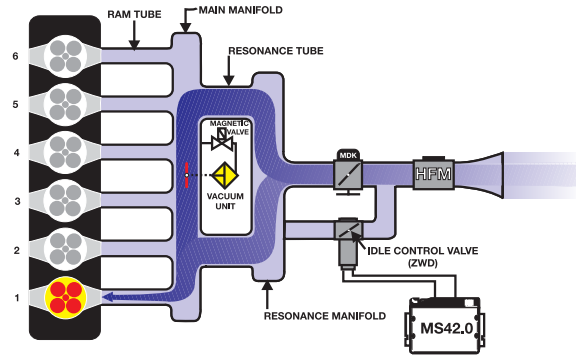 MAIN MANIFOLD
RAM TUBE
RESONANCE TUBE
6
5
4
3
2
1
MAGNETIC
VALVE
VACUUM
UNIT
MDK
HFM
IDLE CONTROL VALVE
(ZWD)
RESONANCE MANIFOLD
MS42.0